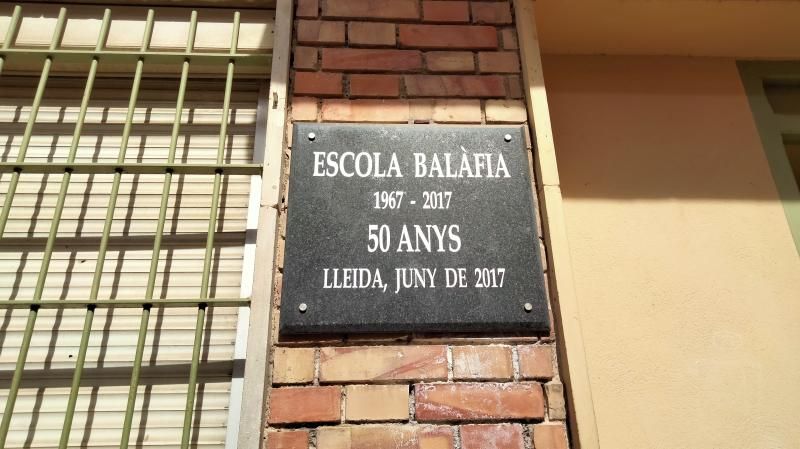 ESCOLA BALÀFIA
1967 - 2017
50 ANYS
LLEIDA, JUNY DE 2017